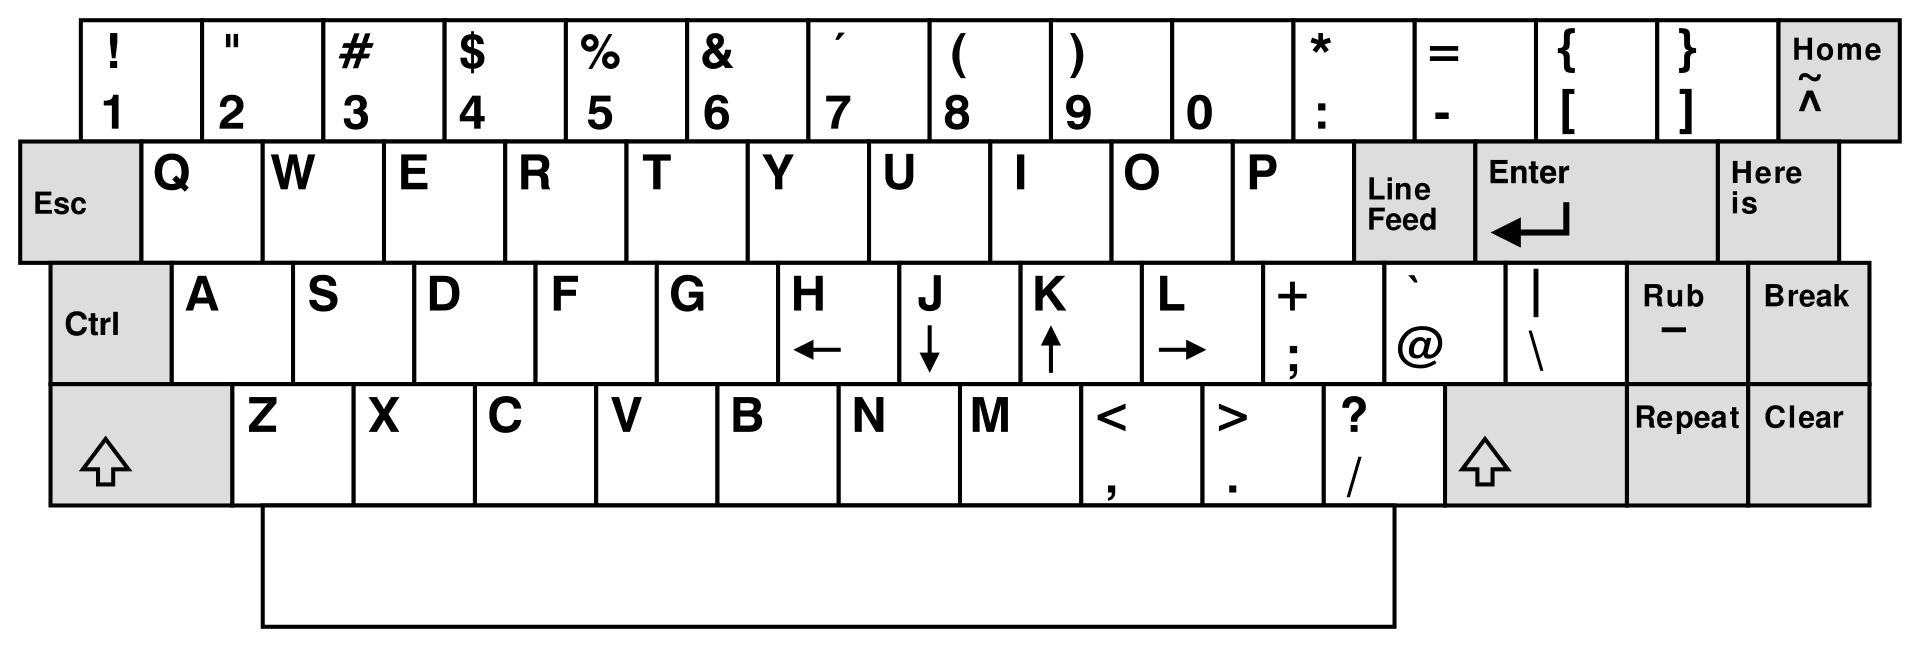 ! " # $ % & ´ ( ) * = { } Home
~
1 2 3 4 5 6 7 8 9 0 : - [ ] ^
Q W E R T Y U I O P Enter Here
Esc Line is
Feed
A S D F G H J K L + ` | Rub Break
Ctrl ← ↓ ↑ → ; @ \ –
Z X C V B N M < > ? Repeat Clear
, . /